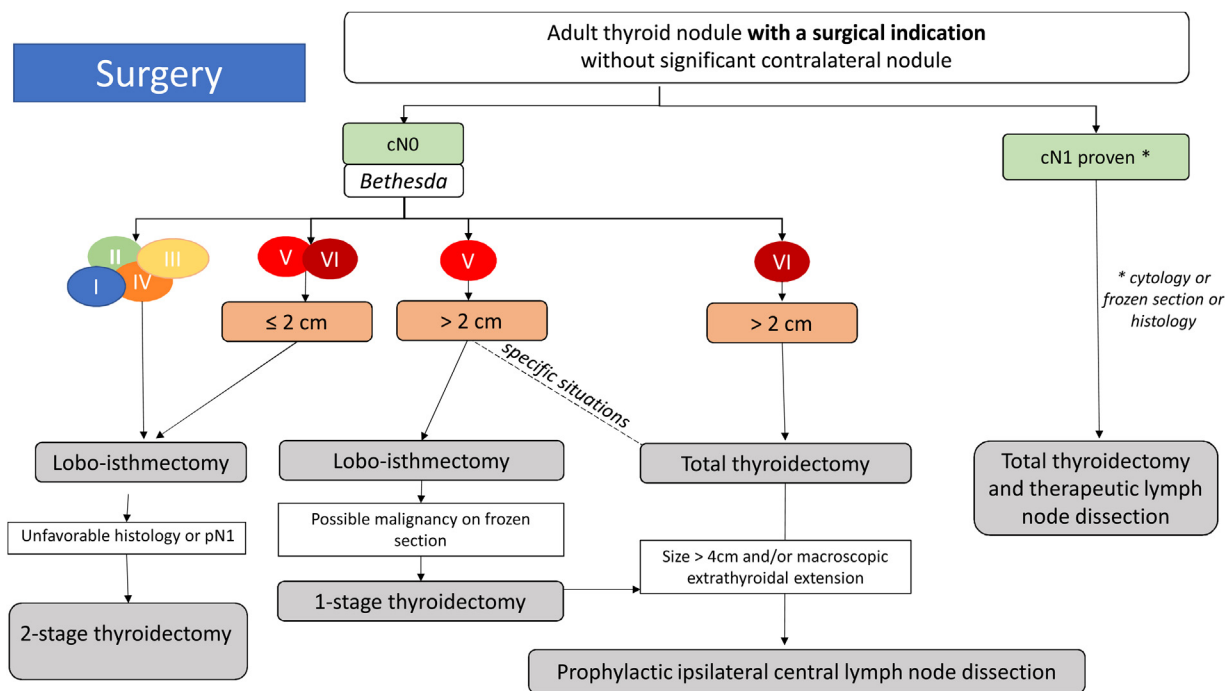 Surgery
Adult thyroid nodule with a surgical indication
without significant contralateral nodule
cN0
Bethesda
cN1 proven *
II
III
I
IV
V
VI
V
VI
≤ 2 cm
> 2 cm
> 2 cm
* cytology or
frozen section or
histology
specific situations
Lobo-isthmectomy
Lobo-isthmectomy
Total thyroidectomy
Total thyroidectomy
and therapeutic lymph
node dissection
Unfavorable histology or pN1
Possible malignancy on frozen
section
Size > 4cm and/or macroscopic
extrathyroidal extension
2-stage thyroidectomy
1-stage thyroidectomy
Prophylactic ipsilateral central lymph node dissection